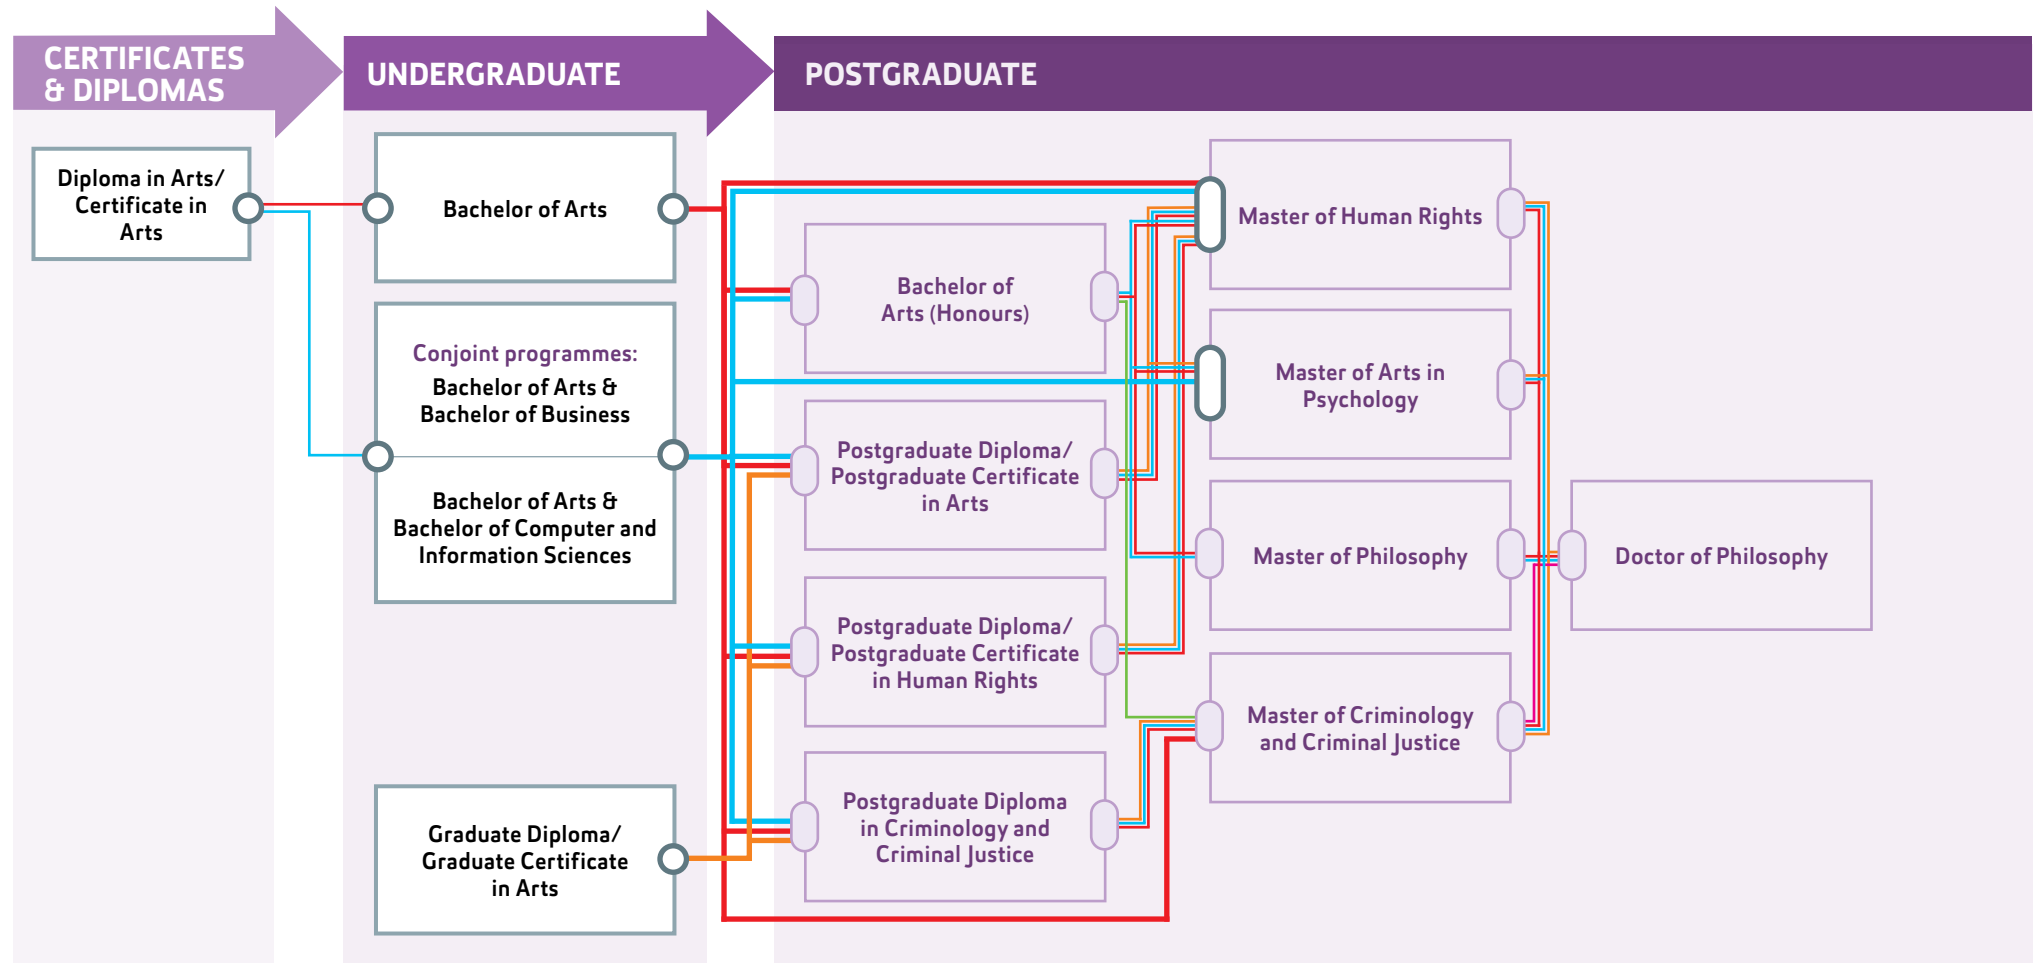 CERTIFICATES
& DIPLOMAS
UNDERGRADUATE
POSTGRADUATE
Diploma in Arts/
Certificate in
Arts
Bachelor of Arts
Conjoint programmes:
Bachelor of Arts &
Bachelor of Business
Bachelor of Arts &
Bachelor of Computer and
Information Sciences
Graduate Diploma/
Graduate Certificate
in Arts
Bachelor of
Arts (Honours)
Postgraduate Diploma/
Postgraduate Certificate
in Arts
Postgraduate Diploma/
Postgraduate Certificate
in Human Rights
Postgraduate Diploma
in Criminology and
Criminal Justice
Master of Human Rights
Master of Arts in
Psychology
Master of Philosophy
Master of Criminology
and Criminal Justice
Doctor of Philosophy